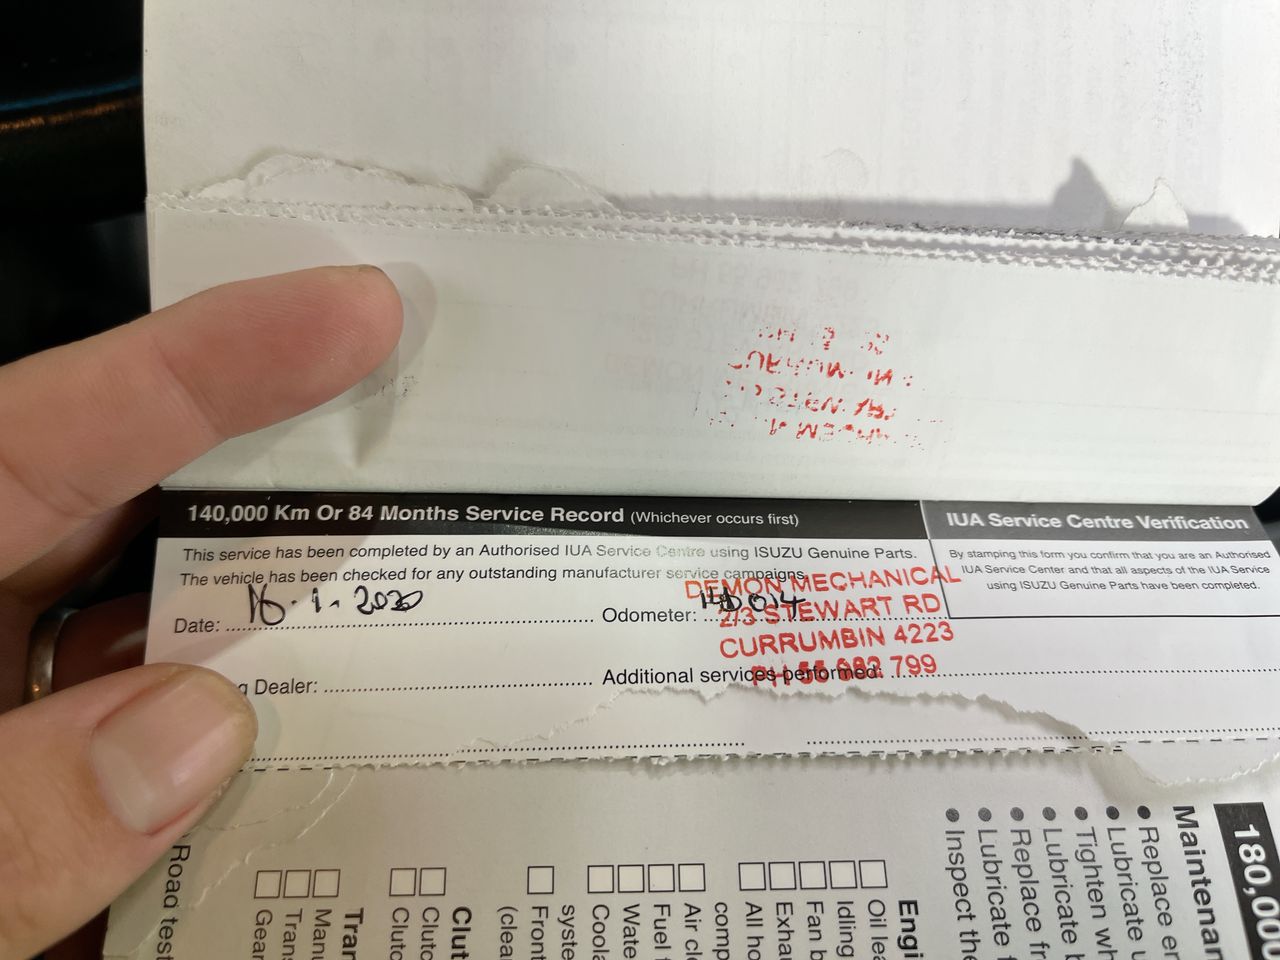 140,000 Km Or 84 Months Service Record (Whichever occurs first)
IUA Service Centre Verification
This service has been completed by an Authorised IUA Service Centre using ISUZU Genuine Parts.
The vehicle has been checked for any outstanding manufacturer service campaigns.
By stamping this form you confirm that you are an Authorised
IUA Service Center and that all aspects of the IUA Service
using ISUZU Genuine Parts have been completed.
DEMON MECHANICAL
2/3 STEWART RD
CURRUMBIN 4223
PH 55 982 799
Date: 16.1.2020
Odometer:
Dealer:
Additional services performed:
180,000
Maintenan
Replace
Lubricate
Tighten wh
Lubricate
Replace fr
Lubricate
Inspect the
Engi
Oil lea
Idling
Fan b
Exhau
All ho
comp
Air cle
Fuel
Wate
Coola
syste
Front
(clea
Clut
Clutc
Clutc
Tran
Manu
Trans
Gear
Road test